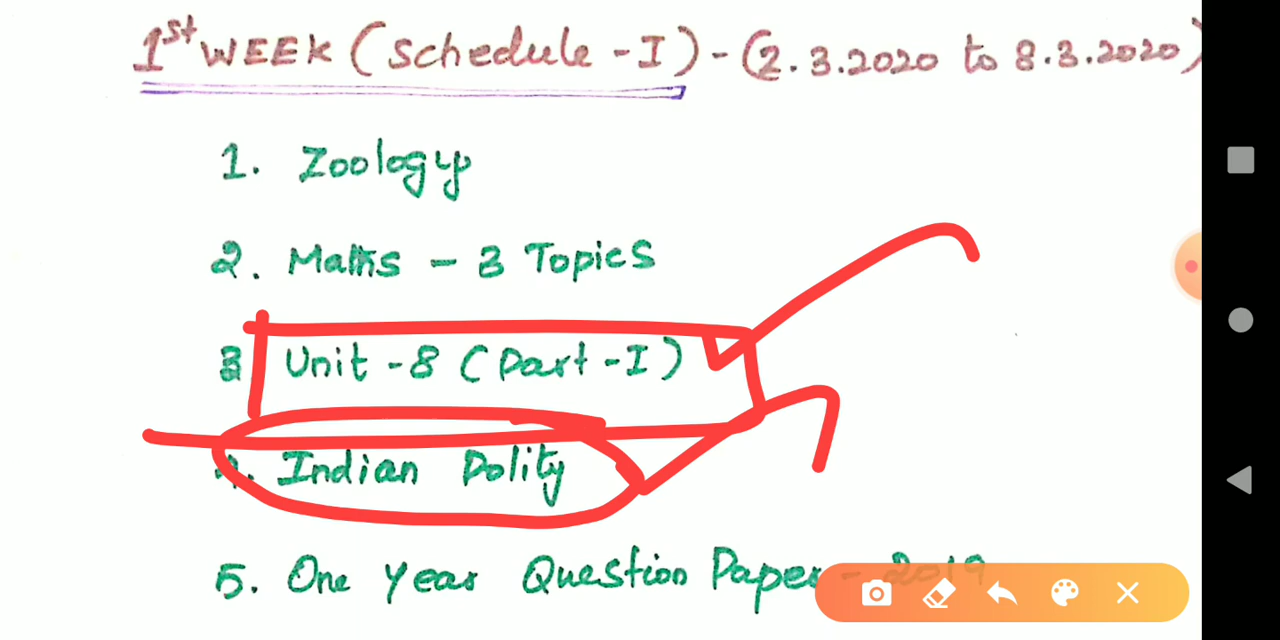 1st WEEK (Schedule - I) - (2.3.2020 to 8.3.2020)
1. Zoology
2. Maths - 3 Topics
3 Unit - 8 (Part - I)
4. Indian Polity
5. One Year Question Paper - 2019